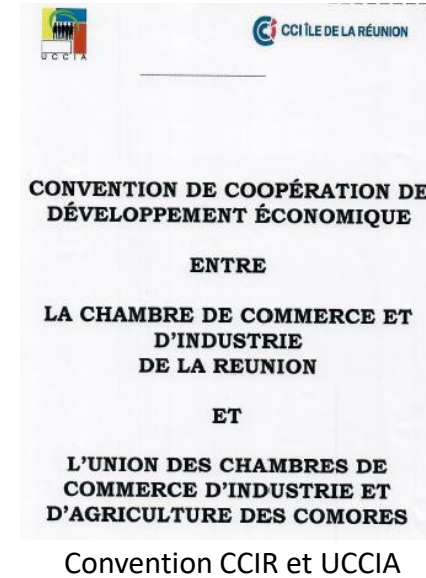 UCCIA
CCI ÎLE DE LA RÉUNION
CONVENTION DE COOPÉRATION DE
DÉVELOPPEMENT ÉCONOMIQUE
ENTRE
LA CHAMBRE DE COMMERCE ET
D'INDUSTRIE
DE LA REUNION
ET
L'UNION DES CHAMBRES DE
COMMERCE D'INDUSTRIE ET
D'AGRICULTURE DES COMORES
Convention CCIR et UCCIA